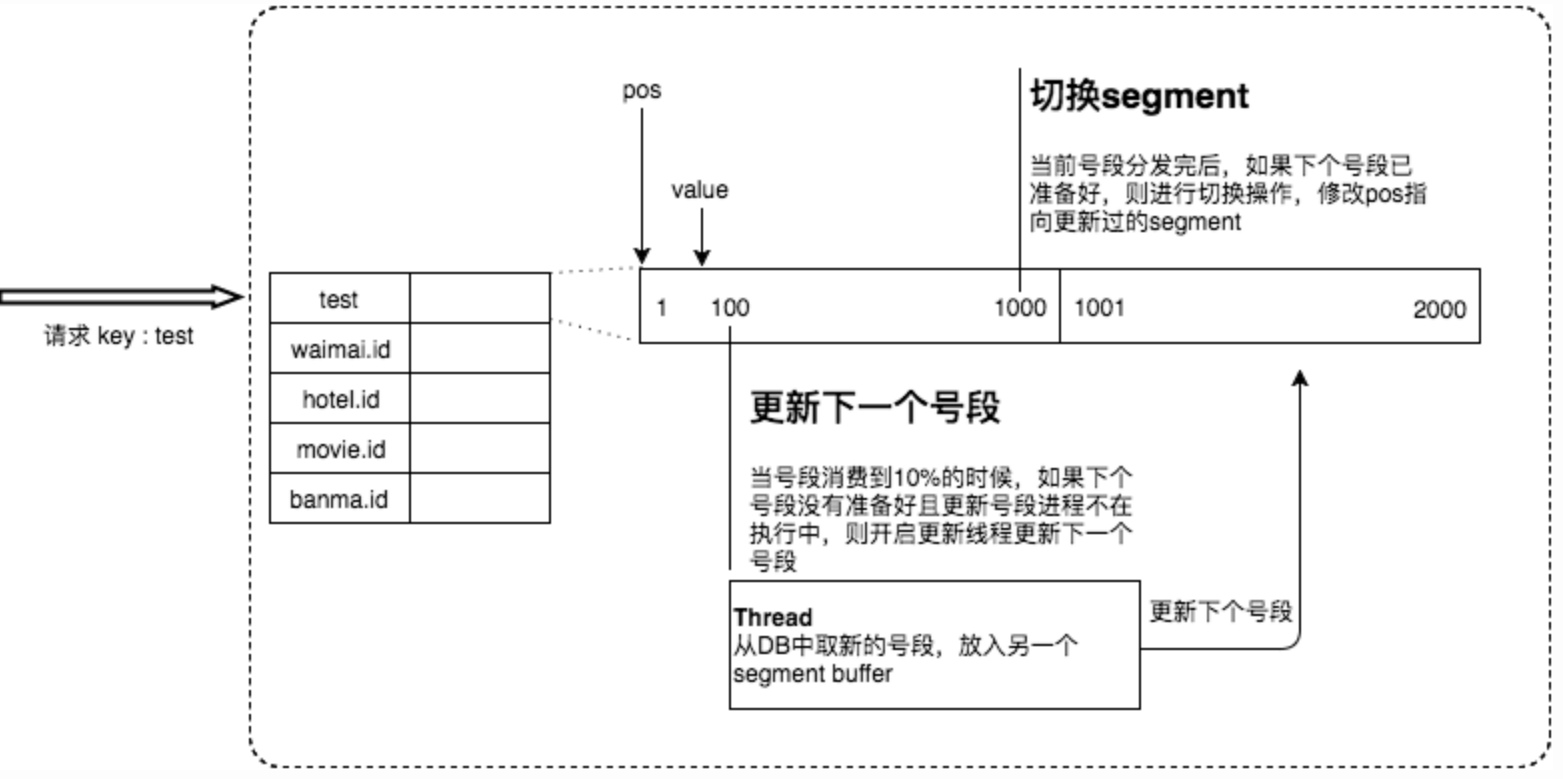 pos
切换segment
当前号段分发完后，如果下个号段已
准备好，则进行切换操作，修改pos指
向更新过的segment
value
请求 key : test
test
waimai.id
hotel.id
movie.id
banma.id
1 100 1000 1001 2000
更新下一个号段
当号段消费到10%的时候，如果下个
号段没有准备好且更新号段进程不在
执行中，则开启更新线程更新下一个
号段
Thread
从DB中取新的号段，放入另一个
segment buffer
更新下个号段